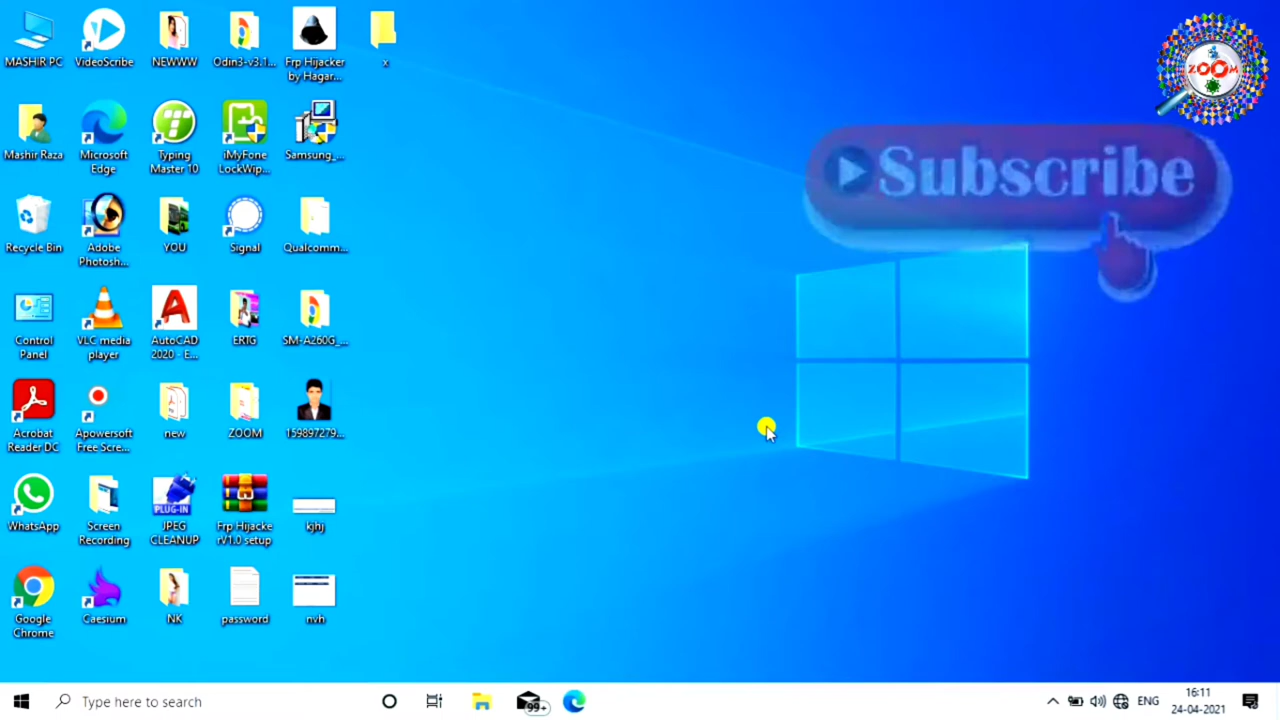 MASHIR PC
VideoScribe
NEWWW
Odin3-v3.1...
Frp Hijacker
by Hagar...
x
Mashir Raza
Microsoft
Edge
Typing
Master 10
iMyFone
LockWip...
Samsung_...
Recycle Bin
Adobe
Photosh...
YOU
Signal
Qualcomm...
Control
Panel
VLC media
player
AutoCAD
2020 - E...
ERTG
SM-A260G_...
Acrobat
Reader DC
Apowersoft
Free Scre...
new
ZOOM
159897279...
WhatsApp
Screen
Recording
PLUG-IN
JPEG
CLEANUP
Frp Hijacke
rV1.0 setup
kjhj
Google
Chrome
Caesium
NK
password
nvh
ZOOM
Subscribe
Type here to search
99+
ENG
16:11
24-04-2021